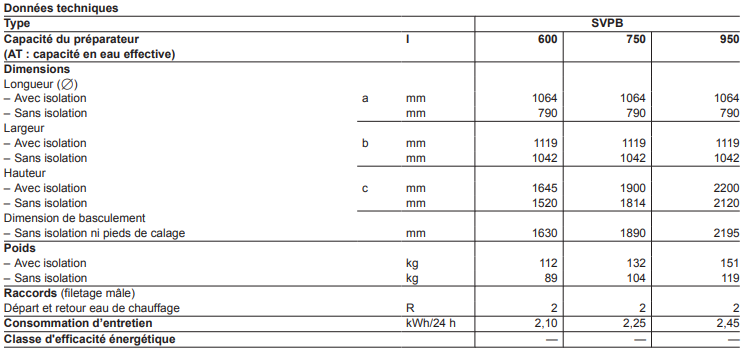 Données techniques
Type SVPB
Capacité du préparateur l 600 750 950
(AT : capacité en eau effective)
Dimensions
Longueur (∅)
– Avec isolation a mm 1064 1064 1064
– Sans isolation mm 790 790 790
Largeur
– Avec isolation b mm 1119 1119 1119
– Sans isolation mm 1042 1042 1042
Hauteur
– Avec isolation c mm 1645 1900 2200
– Sans isolation mm 1520 1814 2120
Dimension de basculement
– Sans isolation ni pieds de calage mm 1630 1890 2195
Poids
– Avec isolation kg 112 132 151
– Sans isolation kg 89 104 119
Raccords (filetage mâle)
Départ et retour eau de chauffage R 2 2 2
Consommation d'entretien kWh/24 h 2,10 2,25 2,45
Classe d'efficacité énergétique — — —